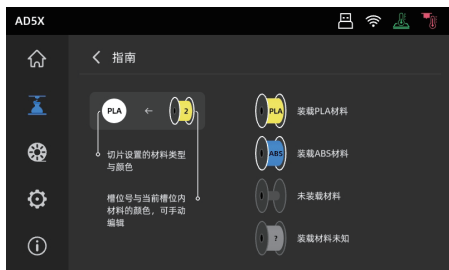 AD5X
指南
PLA
2
切片设置的材料类型
与颜色
槽位号与当前槽位内
材料的颜色，可手动
编辑
PLA
装载PLA材料
ABS
装载ABS材料
未装载材料
?
装载材料未知